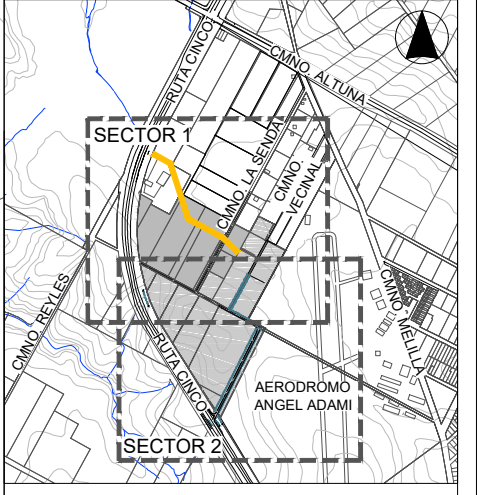 CMNO. ALTUNA
RUTA CINCO
SECTOR 1
CMNO. LA SENDA
CMNO.
VECINAL
CMNO. REYLES
CMNO. MELILLA
RUTA CINCO
AERODROMO
ANGEL ADAMI
SECTOR 2